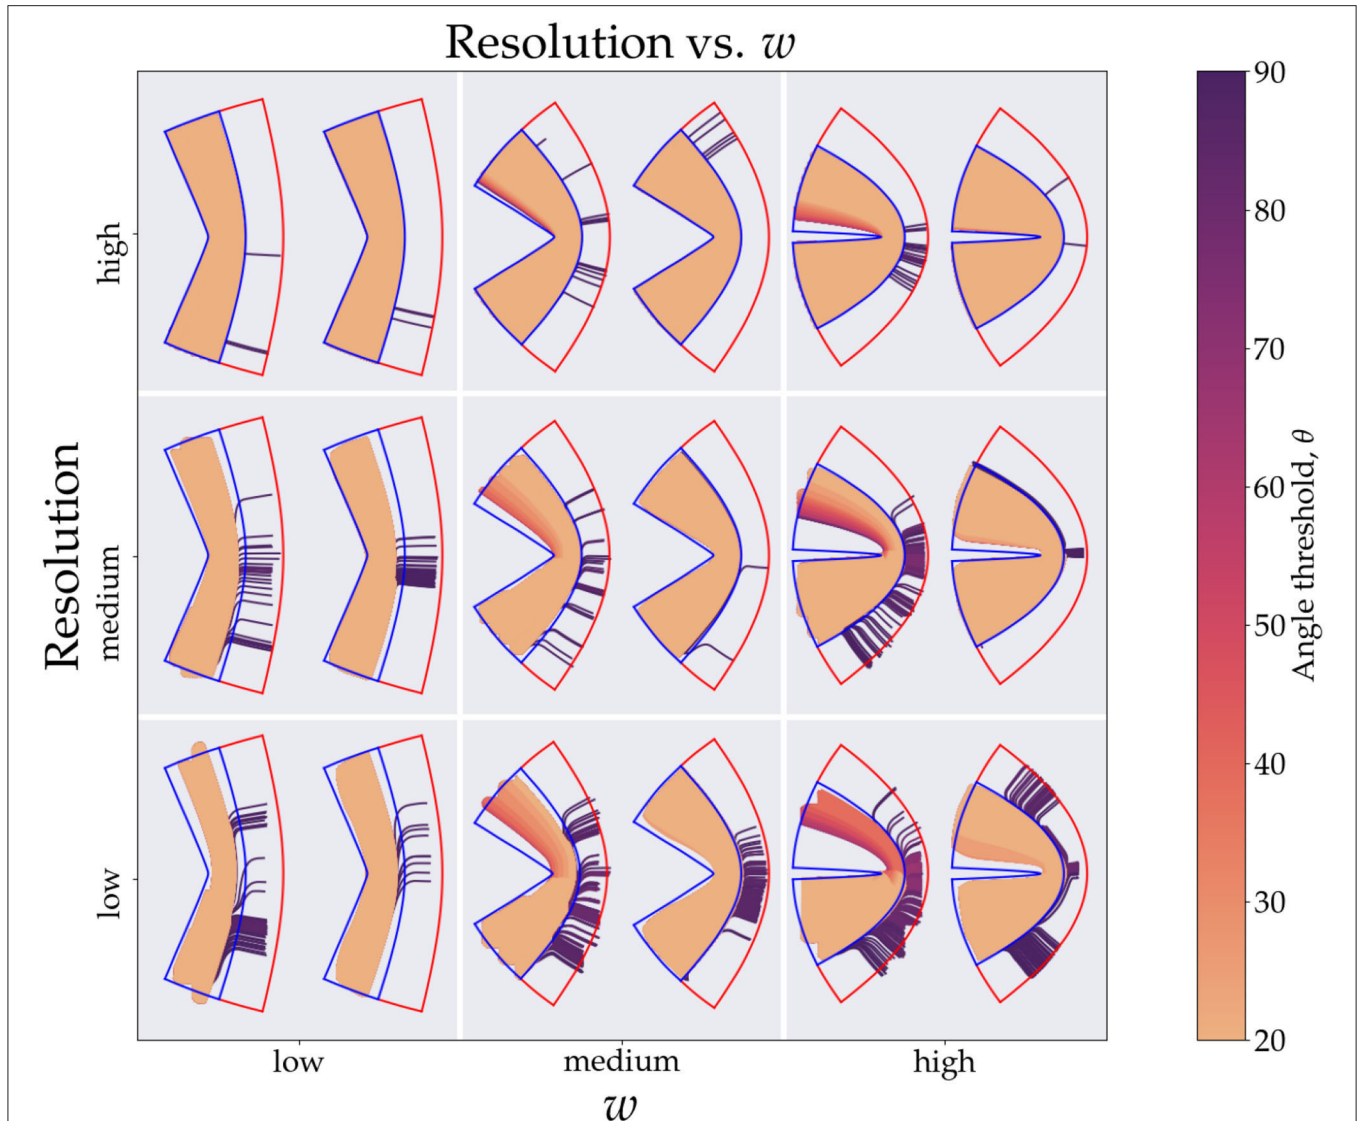 Resolution vs. w
high
medium
low
Resolution
low
medium
high
w
90
80
70
60
50
40
30
20
Angle threshold, θ